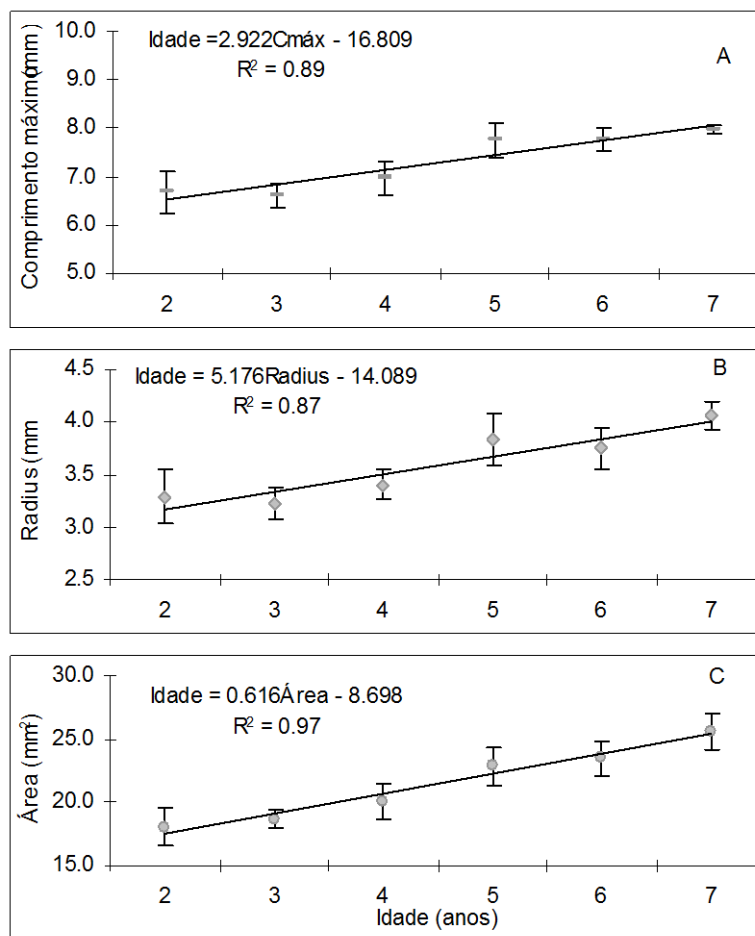 10.0
Idade =2.922Cmáx - 16.809
R² = 0.89
A
9.0
8.0
7.0
6.0
5.0
Comprimento máximo(mm)
2 3 4 5 6 7
4.5
Idade = 5.176Radius - 14.089
R² = 0.87
B
4.0
3.5
3.0
2.5
Radius (mm
2 3 4 5 6 7
30.0
Idade = 0.616Área - 8.698
R² = 0.97
C
25.0
20.0
15.0
Área (mm²)
2 3 4 5 6 7
Idade (anos)